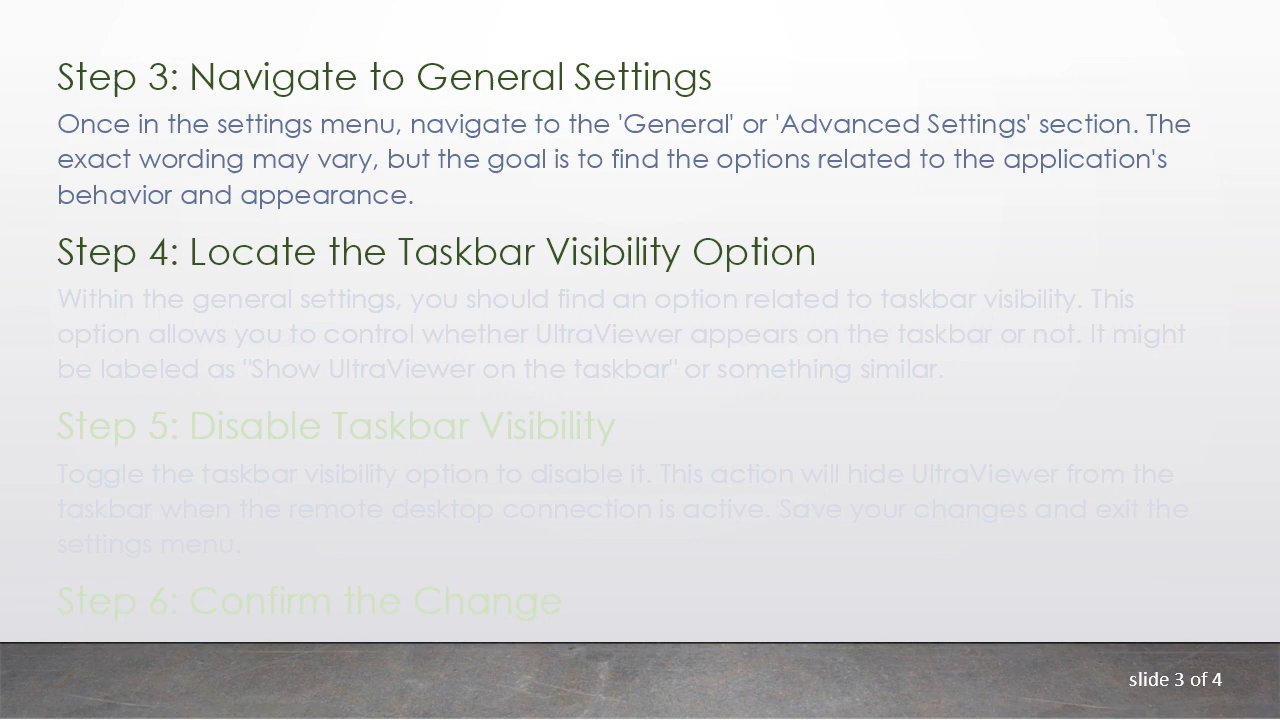 Step 3: Navigate to General Settings
Once in the settings menu, navigate to the 'General' or 'Advanced Settings' section. The
exact wording may vary, but the goal is to find the options related to the application's
behavior and appearance.
Step 4: Locate the Taskbar Visibility Option
Within the general settings, you should find an option related to taskbar visibility. This
option allows you to control whether UltraViewer appears on the taskbar or not. It might
be labeled as "Show UltraViewer on the taskbar" or something similar.
Step 5: Disable Taskbar Visibility
Toggle the taskbar visibility option to disable it. This action will hide UltraViewer from the
taskbar when the remote desktop connection is active. Save your changes and exit the
settings menu.
Step 6: Confirm the Change
slide 3 of 4